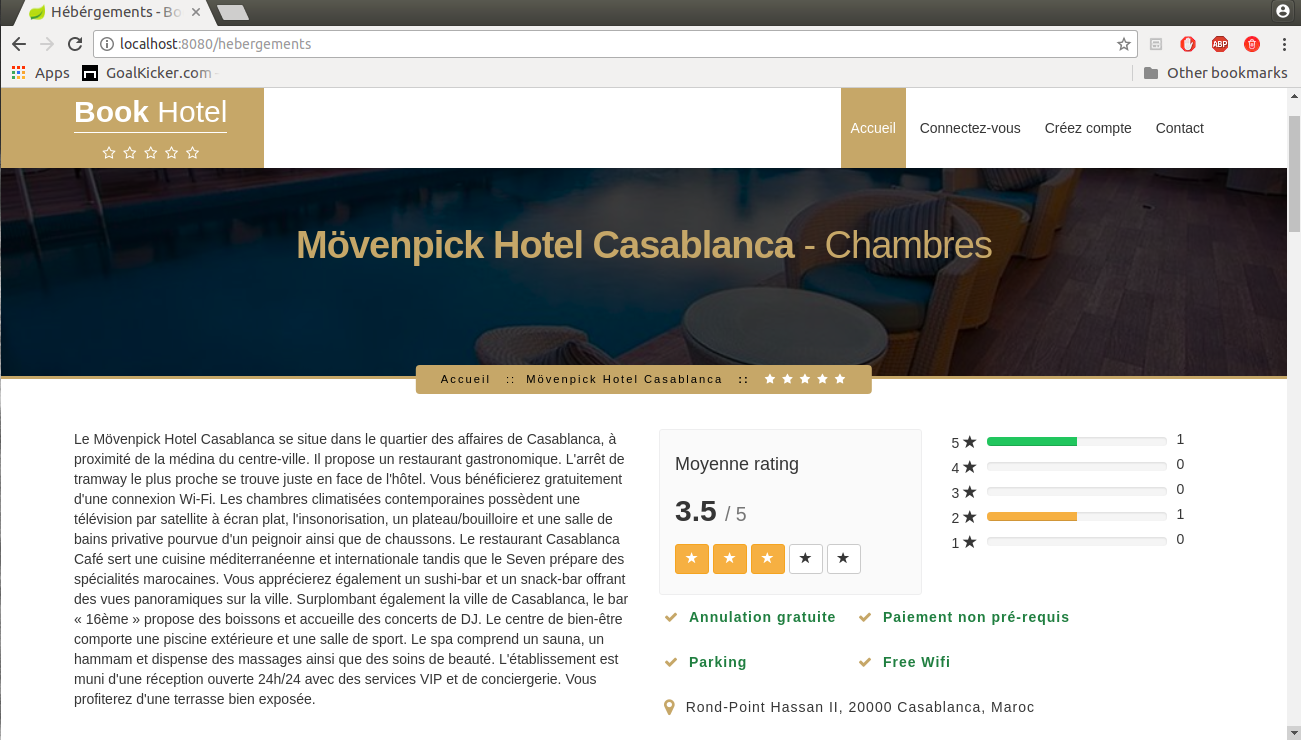 Hébérgements - Bo
localhost:8080/hebergements
Apps GoalKicker.com - Other bookmarks
Book Hotel
Accueil Connectez-vous Créez compte Contact
Mövenpick Hotel Casablanca - Chambres
Accueil :: Mövenpick Hotel Casablanca ::
Le Mövenpick Hotel Casablanca se situe dans le quartier des affaires de Casablanca, à
proximité de la médina du centre-ville. Il propose un restaurant gastronomique. L'arrêt de
tramway le plus proche se trouve juste en face de l'hôtel. Vous bénéficierez gratuitement
d'une connexion Wi-Fi. Les chambres climatisées contemporaines possèdent une
télévision par satellite à écran plat, l'insonorisation, un plateau/bouilloire et une salle de
bains privative pourvue d'un peignoir ainsi que de chaussons. Le restaurant Casablanca
Café sert une cuisine méditerranéenne et internationale tandis que le Seven prépare des
spécialités marocaines. Vous apprécierez également un sushi-bar et un snack-bar offrant
des vues panoramiques sur la ville. Surplombant également la ville de Casablanca, le bar
« 16ème » propose des boissons et accueille des concerts de DJ. Le centre de bien-être
comporte une piscine extérieure et une salle de sport. Le spa comprend un sauna, un
hammam et dispense des massages ainsi que des soins de beauté. L'établissement est
muni d'une réception ouverte 24h/24 avec des services VIP et de conciergerie. Vous
profiterez d'une terrasse bien exposée.
Moyenne rating
3.5 / 5
5 ★ 1
4 ★ 0
3 ★ 0
2 ★ 1
1 ★ 0
Annulation gratuite Paiement non pré-requis
Parking Free Wifi
Rond-Point Hassan II, 20000 Casablanca, Maroc
ABP